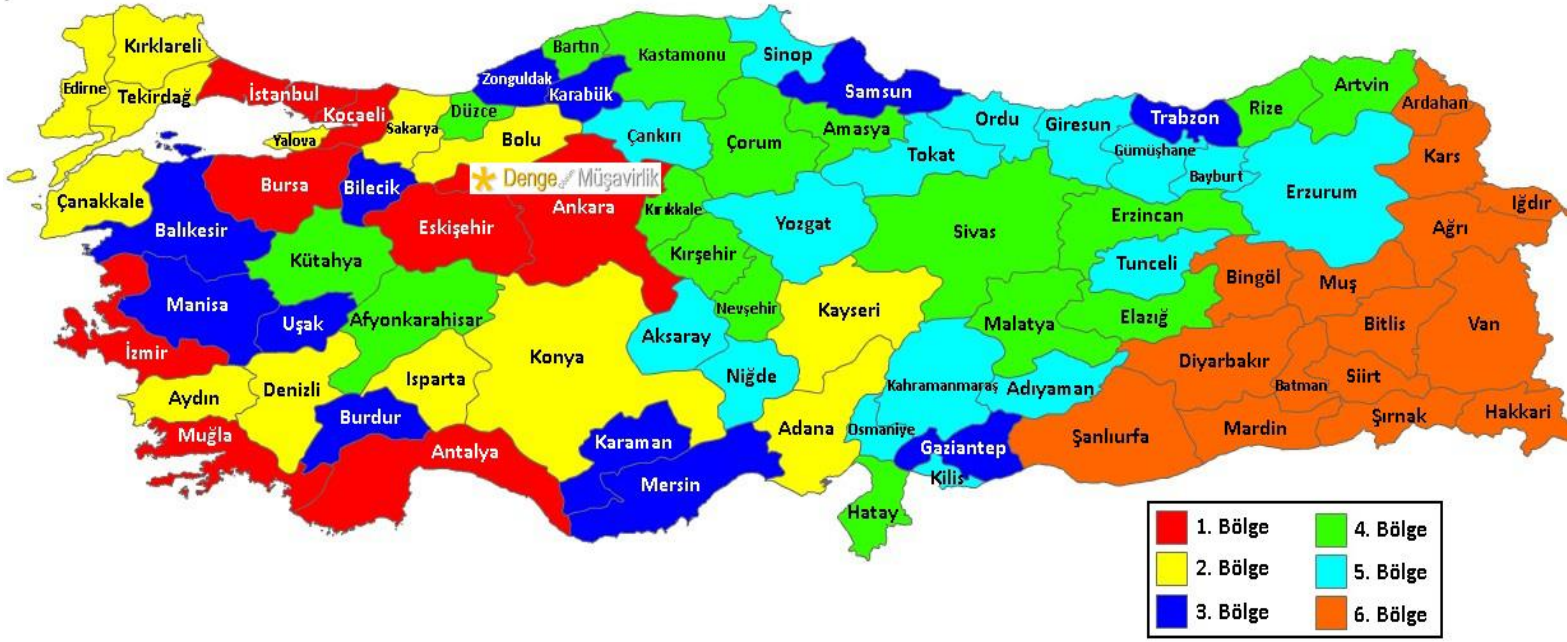 Kırklareli
Edirne
Tekirdağ
İstanbul
Kocaeli
Yalova
Sakarya
Düzce
Bolu
Zonguldak
Bartın
Karabük
Kastamonu
Sinop
Çankırı
Çorum
Samsun
Amasya
Tokat
Ordu
Giresun
Gümüşhane
Trabzon
Bayburt
Rize
Artvin
Ardahan
Kars
Iğdır
Ağrı
Erzurum
Erzincan
Çanakkale
Balıkesir
Bursa
Bilecik
Denge Müşavirlik
Eskişehir
Ankara
Kırıkkale
Kırşehir
Yozgat
Sivas
Tunceli
Bingöl
Muş
Bitlis
Van
Kütahya
Manisa
Uşak
Afyonkarahisar
İzmir
Aydın
Denizli
Isparta
Burdur
Muğla
Antalya
Konya
Aksaray
Nevşehir
Niğde
Kayseri
Karaman
Mersin
Adana
Kahramanmaraş
Osmaniye
Malatya
Elazığ
Adıyaman
Gaziantep
Kilis
Hatay
Diyarbakır
Şanlıurfa
Batman
Siirt
Mardin
Şırnak
Hakkari
1. Bölge
2. Bölge
3. Bölge
4. Bölge
5. Bölge
6. Bölge